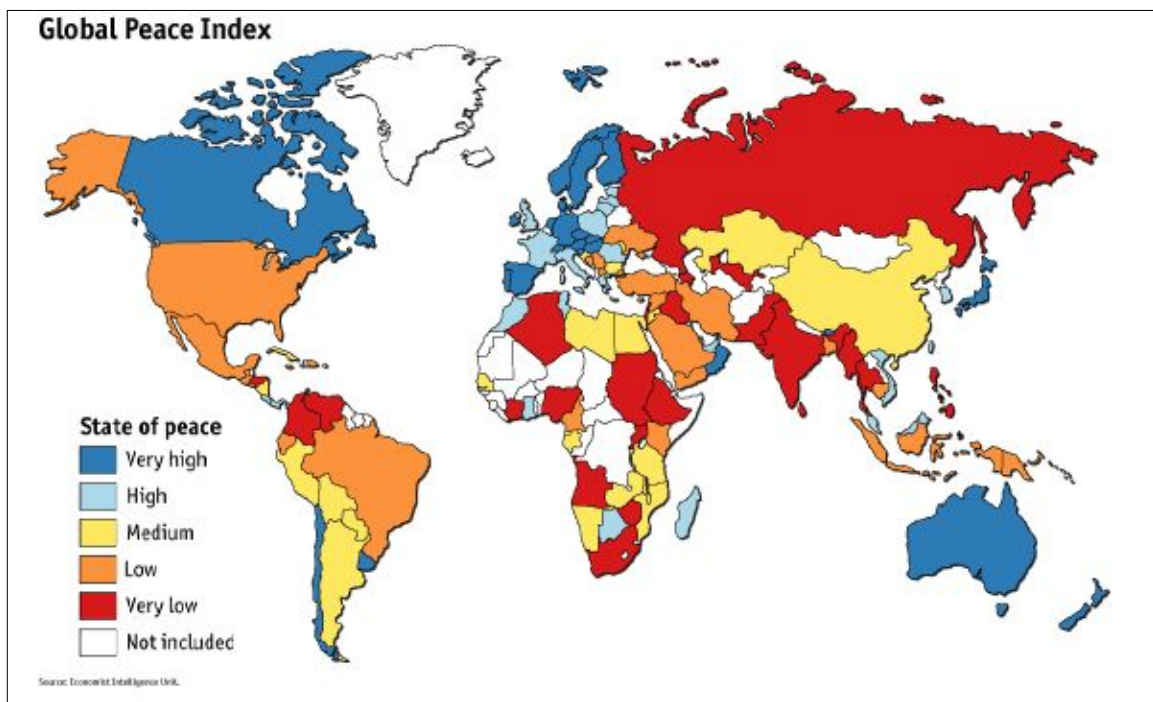 Global Peace Index
State of peace
Very high
High
Medium
Low
Very low
Not included
Source: Economist Intelligence Unit.